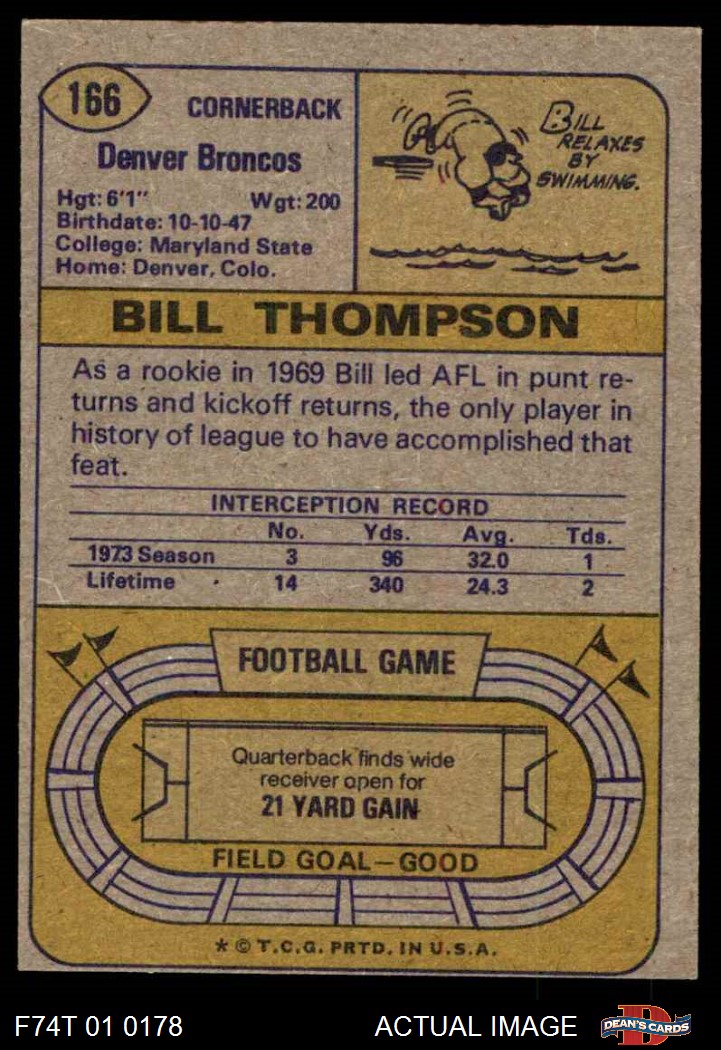 166
CORNERBACK
Denver Broncos
Hgt: 6'1" Wgt: 200
Birthdate: 10-10-47
College: Maryland State
Home: Denver, Colo.
BILL
RELAXES
BY
SWIMMING.
BILL THOMPSON
As a rookie in 1969 Bill led AFL in punt re-
turns and kickoff returns, the only player in
history of league to have accomplished that
feat.
INTERCEPTION RECORD
No. Yds. Avg. Tds.
1973 Season 3 96 32.0 1
Lifetime 14 340 24.3 2
FOOTBALL GAME
Quarterback finds wide
receiver open for
21 YARD GAIN
FIELD GOAL—GOOD
* © T.C.G. PRTD. IN U.S.A.
F74T 01 0178 ACTUAL IMAGE D DEAN'S CARDS